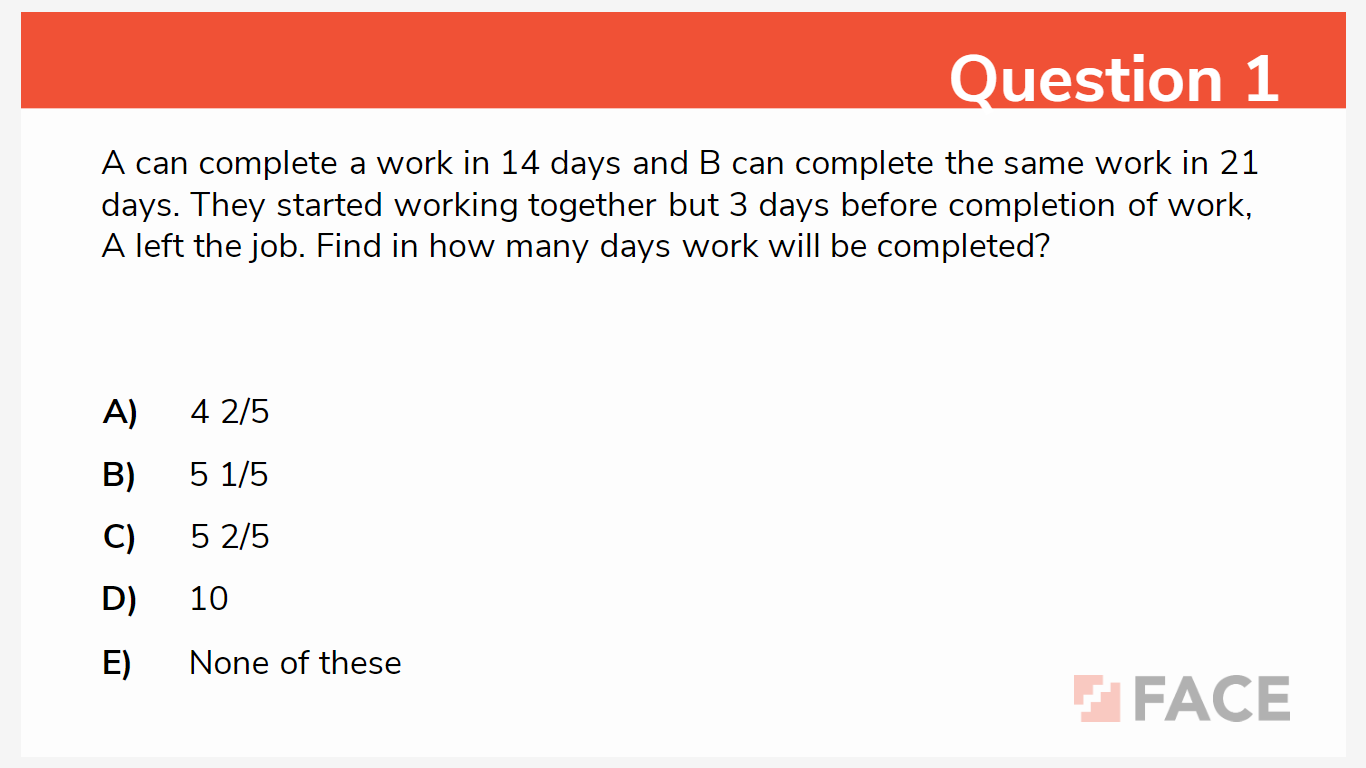 Question 1
A can complete a work in 14 days and B can complete the same work in 21
days. They started working together but 3 days before completion of work,
A left the job. Find in how many days work will be completed?
A) 4 2/5
B) 5 1/5
C) 5 2/5
D) 10
E) None of these
FACE